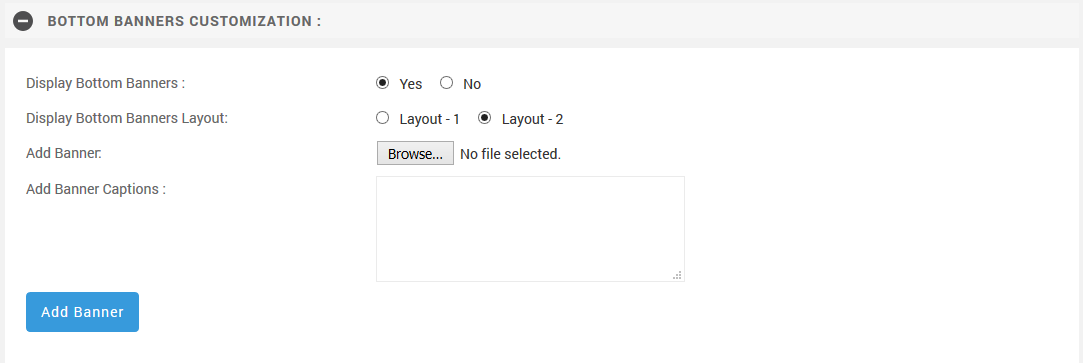 BOTTOM BANNERS CUSTOMIZATION :
Display Bottom Banners : Yes No
Display Bottom Banners Layout: Layout - 1 Layout - 2
Add Banner: Browse... No file selected.
Add Banner Captions :
Add Banner